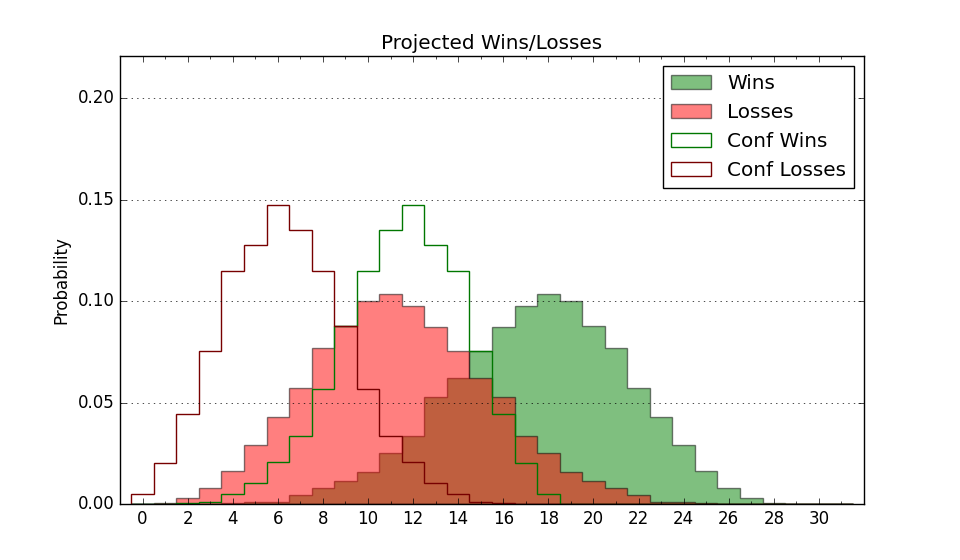 Projected Wins/Losses
Wins
Losses
Conf Wins
Conf Losses
Probability
0.20
0.15
0.10
0.05
0.00
0 2 4 6 8 10 12 14 16 18 20 22 24 26 28 30